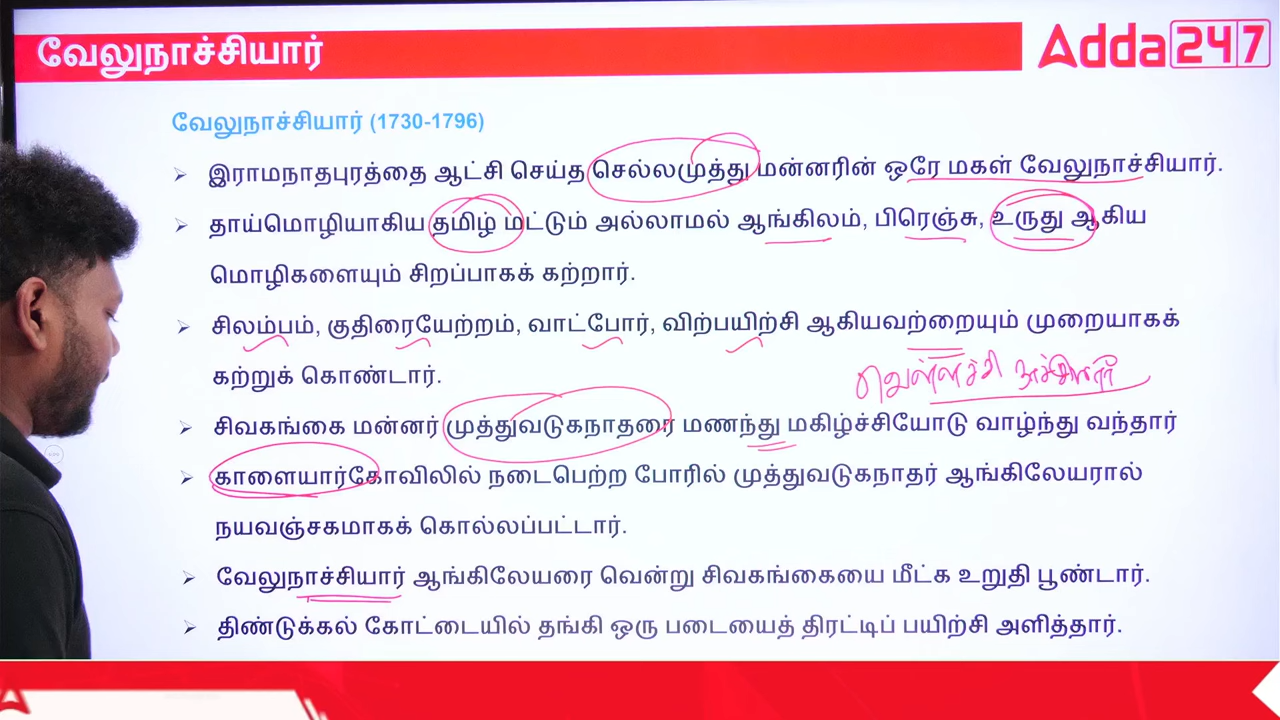 வேலுநாச்சியார்
Adda247
வேலுநாச்சியார் (1730-1796)
இராமநாதபுரத்தை ஆட்சி செய்த செல்லமுத்து மன்னரின் ஒரே மகள் வேலுநாச்சியார்.
தாய்மொழியாகிய தமிழ் மட்டும் அல்லாமல் ஆங்கிலம், பிரெஞ்சு, உருது ஆகிய
மொழிகளையும் சிறப்பாகக் கற்றார்.
சிலம்பம், குதிரையேற்றம், வாட்போர், விற்பயிற்சி ஆகியவற்றையும் முறையாகக்
கற்றுக் கொண்டார்.
வெள்ளச்சி நாச்சியார்
சிவகங்கை மன்னர் முத்துவடுகநாதரை மணந்து மகிழ்ச்சியோடு வாழ்ந்து வந்தார்
காளையார்கோவிலில் நடைபெற்ற போரில் முத்துவடுகநாதர் ஆங்கிலேயரால்
நயவஞ்சகமாகக் கொல்லப்பட்டார்.
வேலுநாச்சியார் ஆங்கிலேயரை வென்று சிவகங்கையை மீட்க உறுதி பூண்டார்.
திண்டுக்கல் கோட்டையில் தங்கி ஒரு படையைத் திரட்டிப் பயிற்சி அளித்தார்.